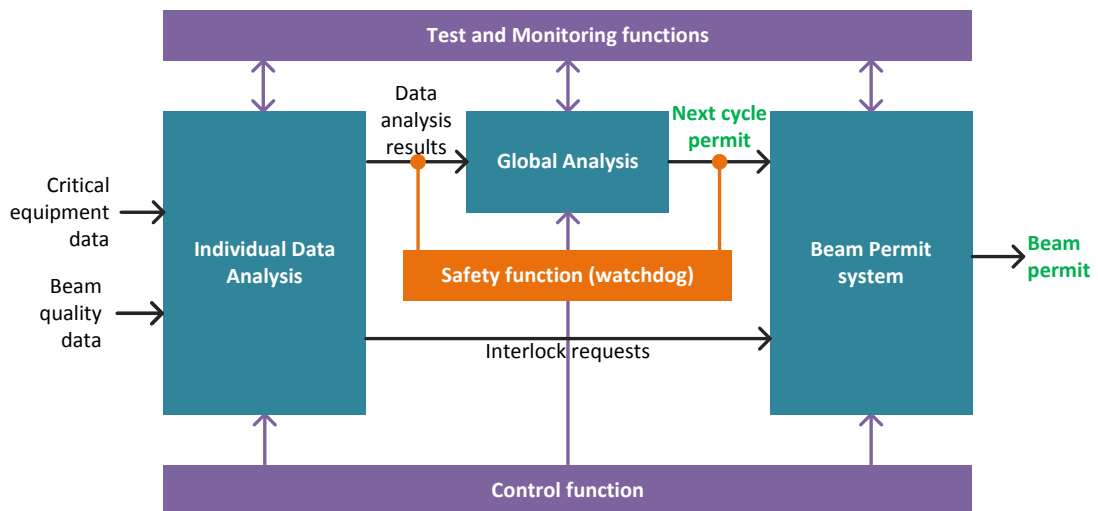 Test and Monitoring functions
Data
analysis
results
Next cycle
permit
Global Analysis
Critical
equipment
data
Individual Data
Analysis
Beam Permit
system
Beam
permit
Safety function (watchdog)
Beam
quality
data
Interlock requests
Control function